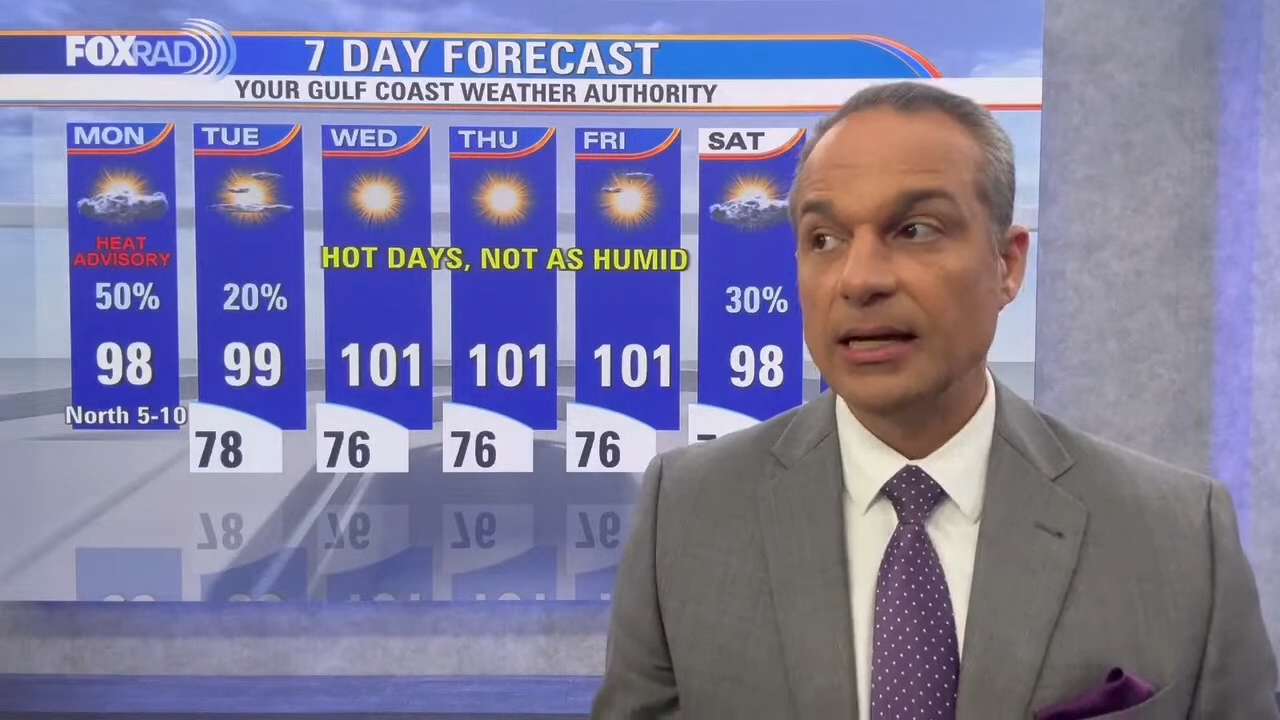 FOXRAD
7 DAY FORECAST
YOUR GULF COAST WEATHER AUTHORITY
MON TUE WED THU FRI SAT
HEAT
ADVISORY
HOT DAYS, NOT AS HUMID
50% 20% 30%
98 99 101 101 101 98
North 5-10
78 76 76 76